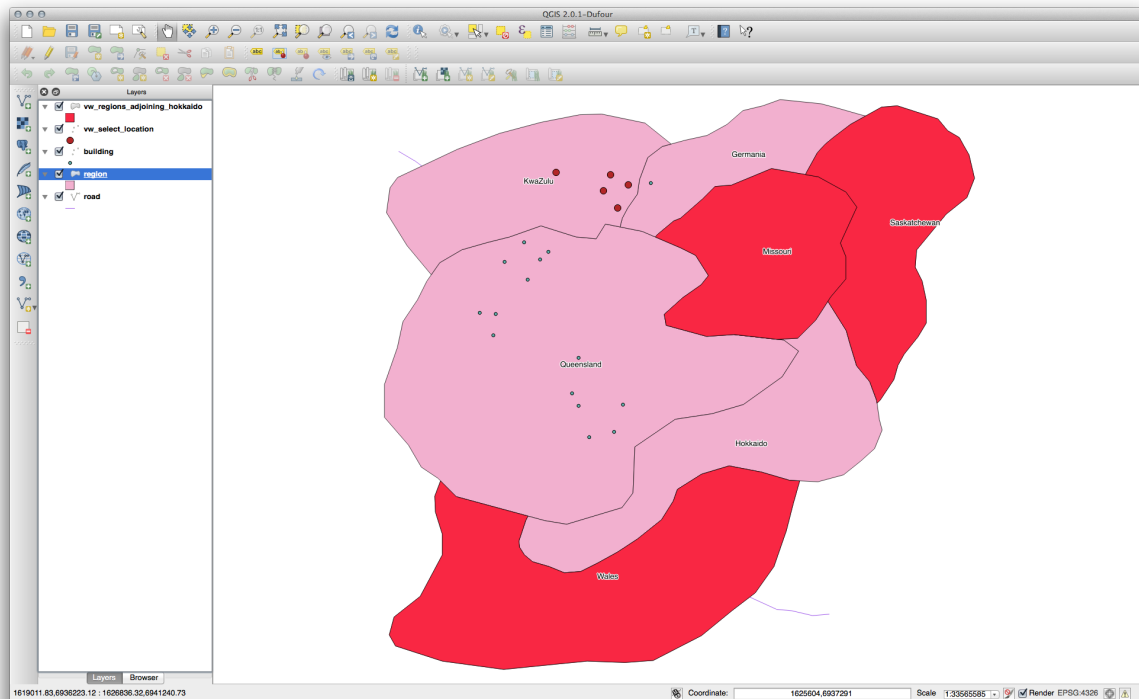 QGIS 2.0.1-Dufour
Layers
vw_regions_adjoining_hokkaido
vw_select_location
building
region
road
Germania
KwaZulu
Saskatchewan
Missouri
Queensland
Hokkaido
Wales
Layers Browser
1619011.83,6936223.12 : 1626836.32,6941240.73
Coordinate: 1625604,6937291
Scale 1:33565585
Render EPSG:4326